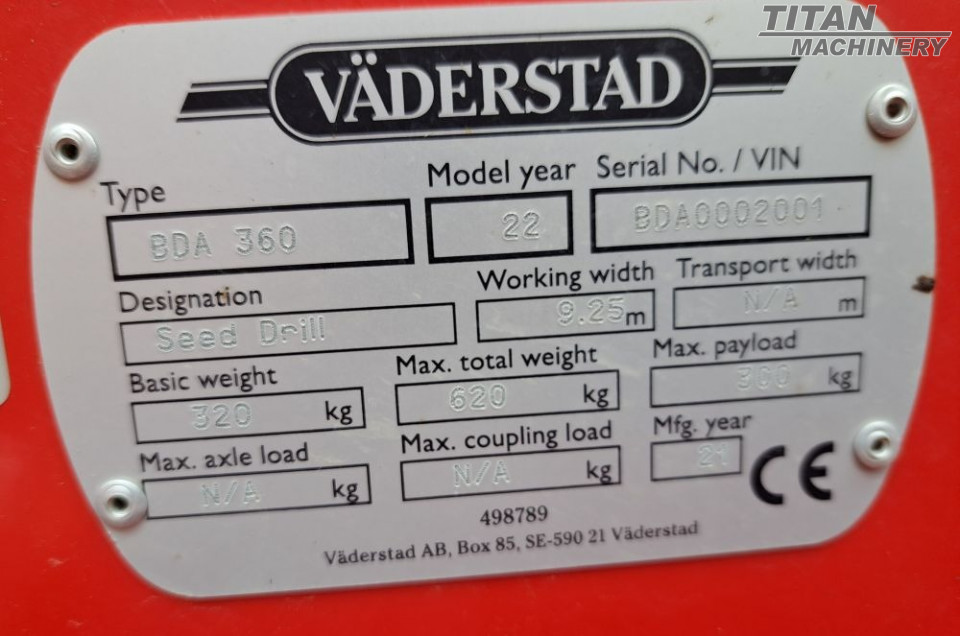 TITAN
MACHINERY
VÄDERSTAD
Type
Model year
Serial No. / VIN
BDA 360
22
BDA0002001
Designation
Working width
Transport width
Seed Drill
9.25 m
N/A m
Basic weight
Max. total weight
Max. payload
320 kg
620 kg
300 kg
Max. axle load
Max. coupling load
Mfg. year
N/A kg
N/A kg
21
CE
498789
Väderstad AB, Box 85, SE-590 21 Väderstad